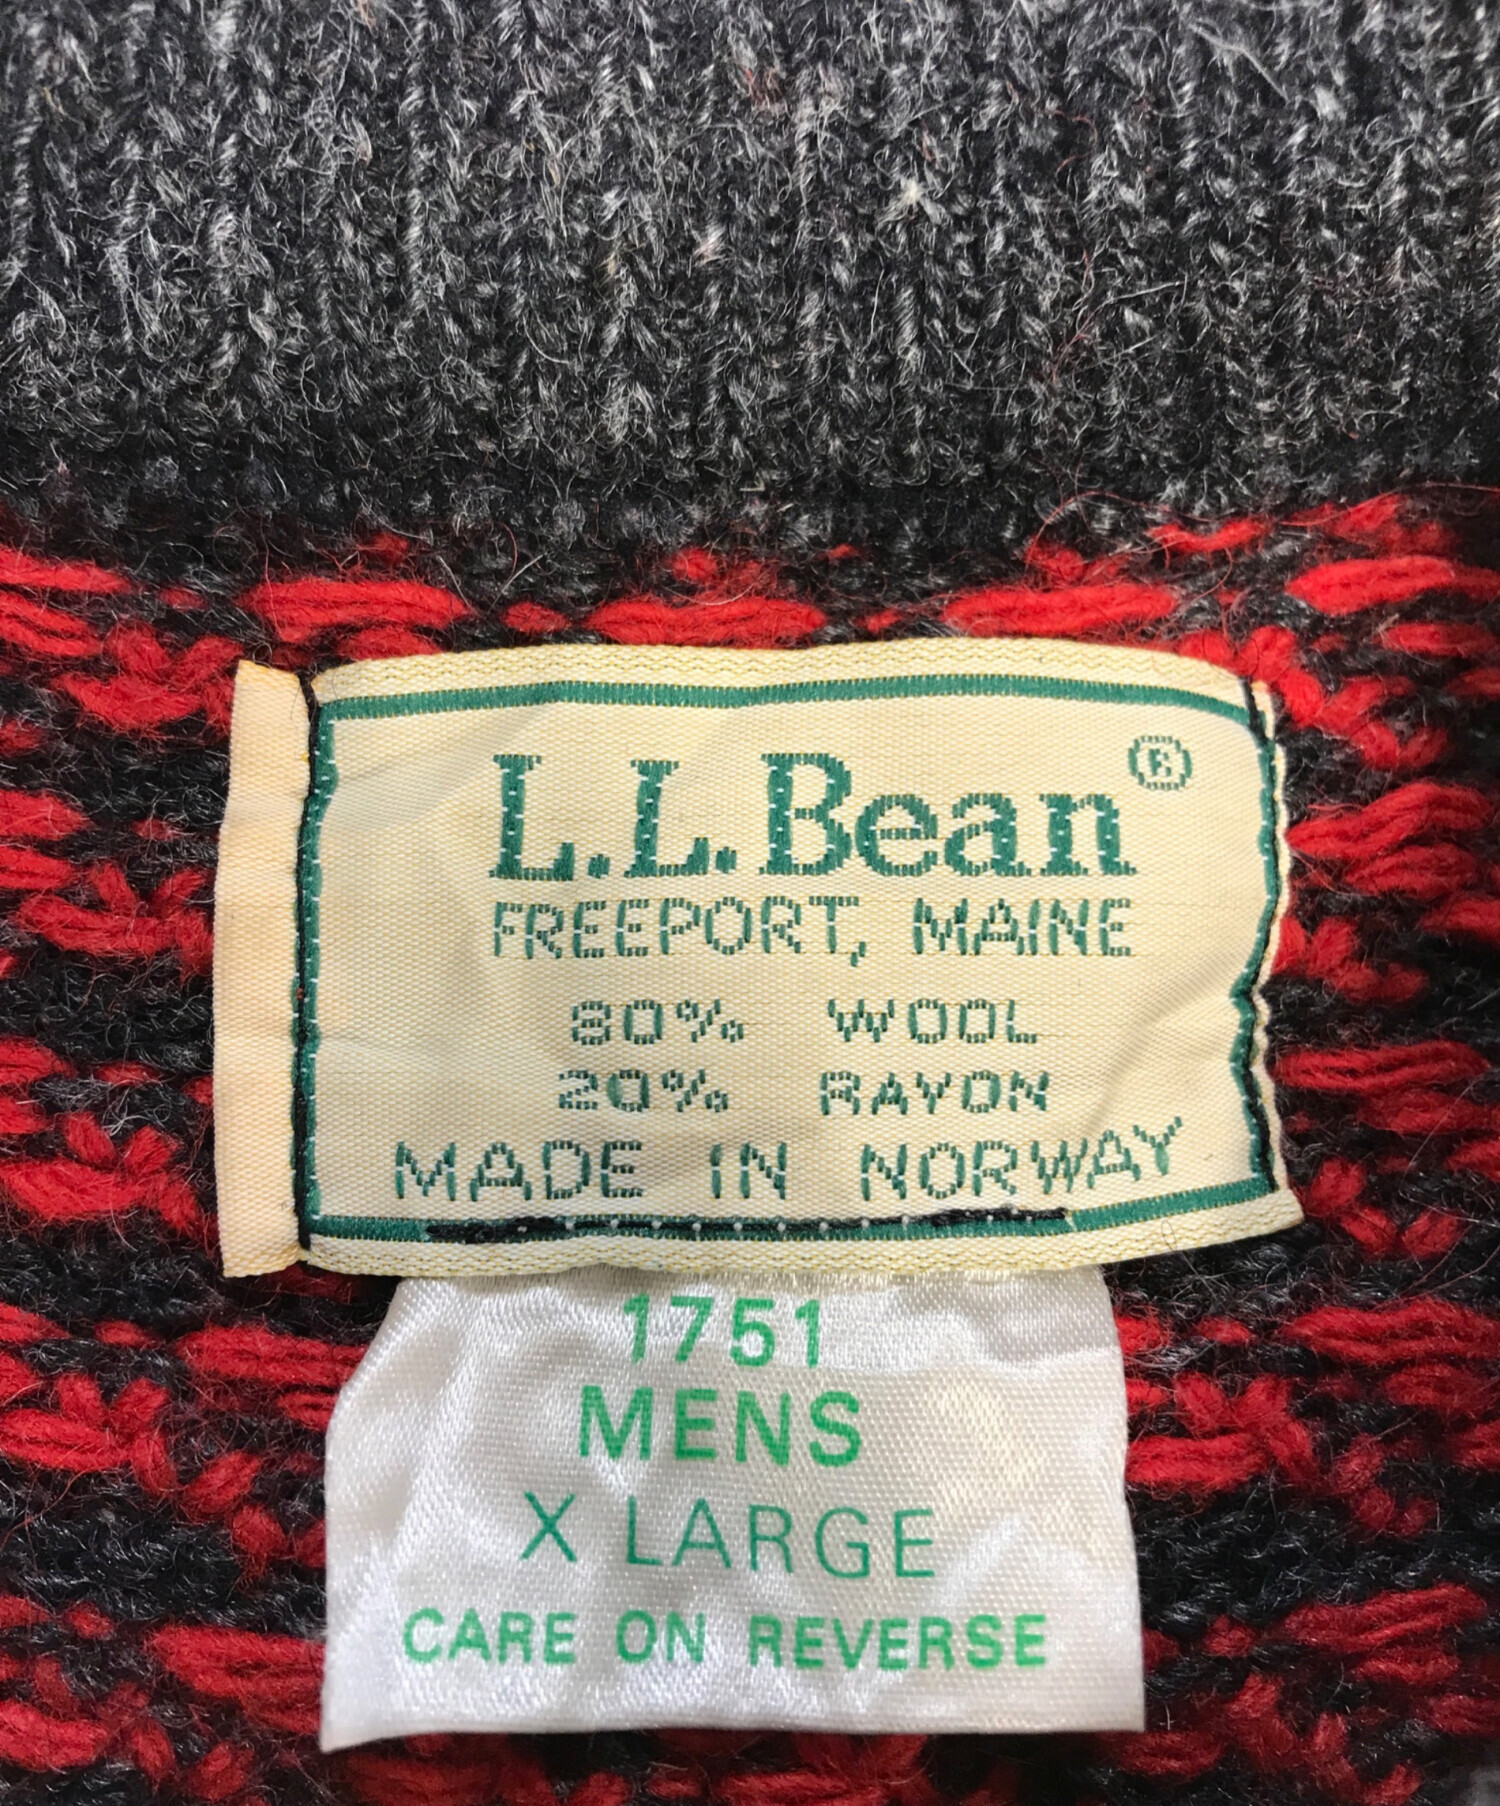 L.L.Bean®
FREEPORT, MAINE
80% WOOL
20% RAYON
MADE IN NORWAY
1751
MENS
X LARGE
CARE ON REVERSE